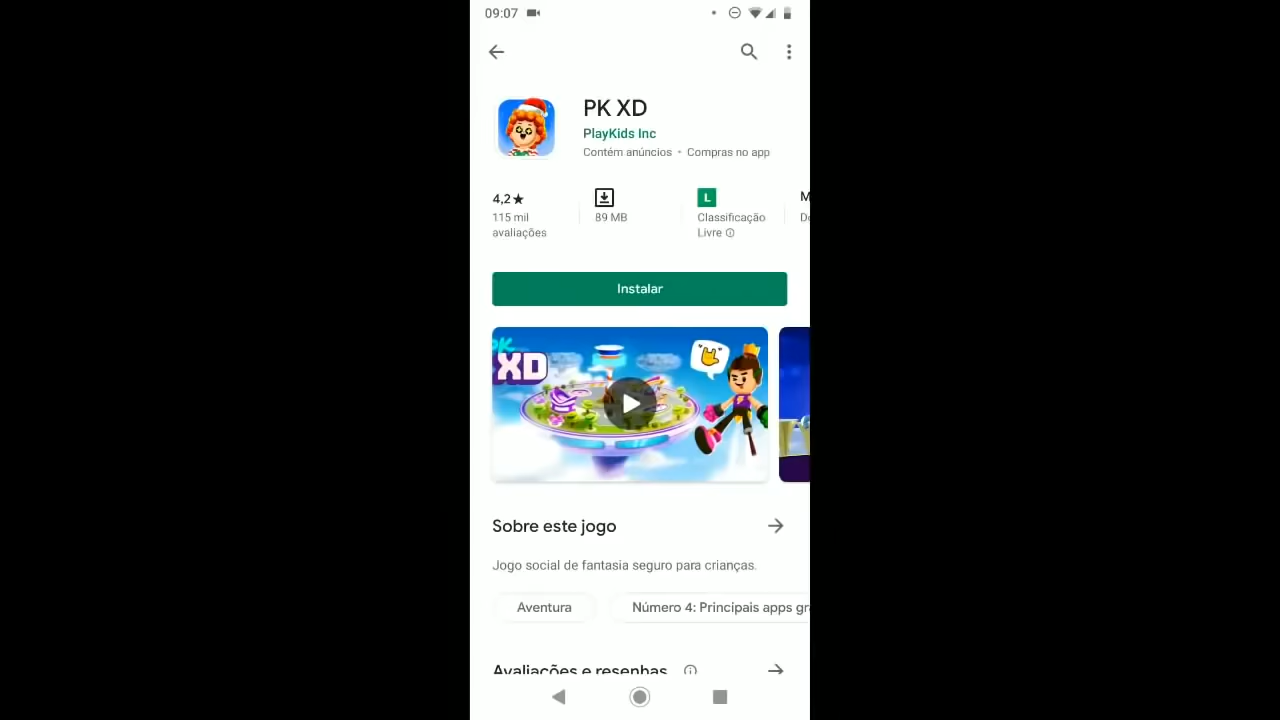 09:07
PK XD
PlayKids Inc
Contém anúncios • Compras no app
4,2★
115 mil
avaliações
89 MB
L
Classificação
Livre
M
D
Instalar
PK
XD
Sobre este jogo
Jogo social de fantasia seguro para crianças.
Aventura
Número 4: Principais apps gr
Avaliações e resenhas